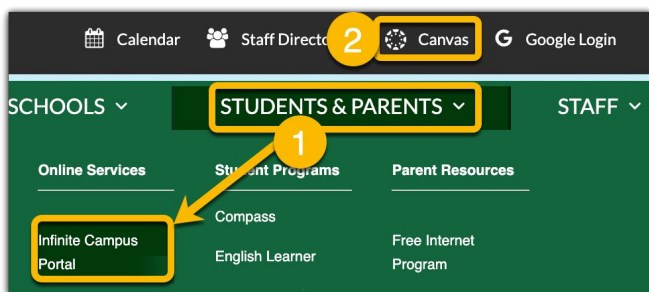 Calendar Staff Directo 2 Canvas G Google Login
SCHOOLS STUDENTS & PARENTS STAFF
1
Online Services Student Programs Parent Resources
Compass
Infinite Campus Portal
English Learner
Free Internet Program